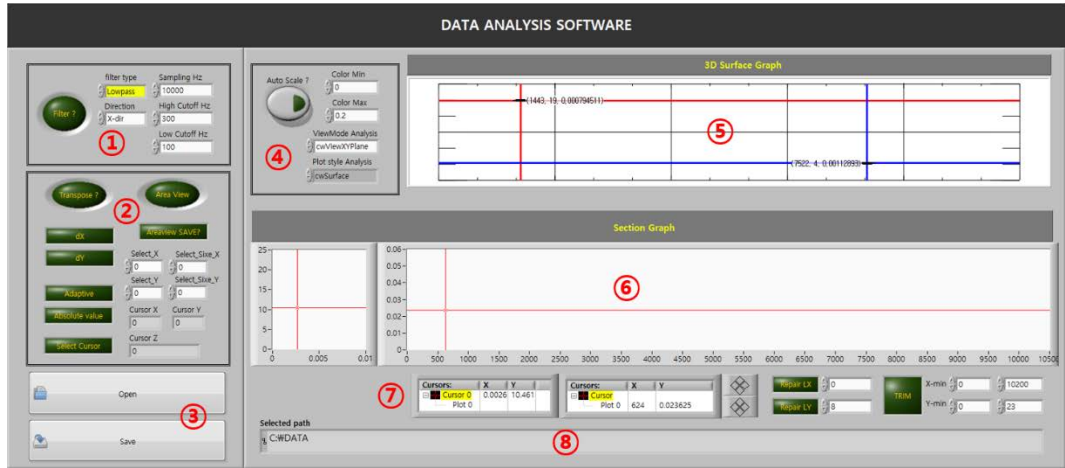 DATA ANALYSIS SOFTWARE
filter type
Sampling Hz
Filter ?
Lowpass
10000
Direction
High Cutoff Hz
X-dir
300
Low Cutoff Hz
100
①
Transpose ?
Area View
②
dX
Areaview SAVE?
dY
Select_X
Select_Sixe_X
0
0
Select_Y
Select_Sixe_Y
Adaptive
0
0
Absolute value
Cursor X
Cursor Y
0
0
Cursor Z
Select Cursor
0
Open
③
Save
Auto Scale ?
Color Min
0
Color Max
0.2
ViewMode Analysis
④
cwViewXYPlane
Plot style Analysis
cwSurface
3D Surface Graph
(1443, 19, 0,000794511)
⑤
(7522, 4, 0,00112893)
Section Graph
25
20
15
10
5
0
0
0.005
0.01
0.06
0.05
0.04
0.03
0.02
0.01
0
⑥
0 500 1000 1500 2000 2500 3000 3500 4000 4500 5000 5500 6000 6500 7000 7500 8000 8500 9000 9500 10000 10500
⑦
Cursors: X Y
Cursor 0 0.0026 10.461
Plot 0
Cursors: X Y
Cursor
Plot 0 624 0.023625
Repair LX
0
Repair LY
8
TRIM
X-min
0
10200
Y-min
0
23
Selected path
C:₩DATA
⑧